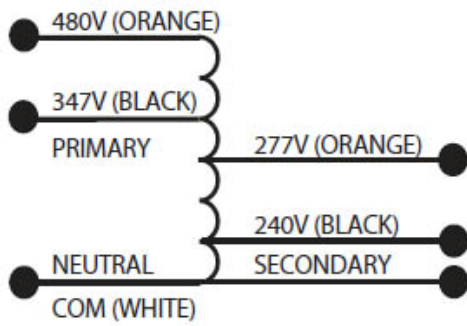 480V (ORANGE)
347V (BLACK)
PRIMARY
277V (ORANGE)
240V (BLACK)
NEUTRAL
SECONDARY
COM (WHITE)